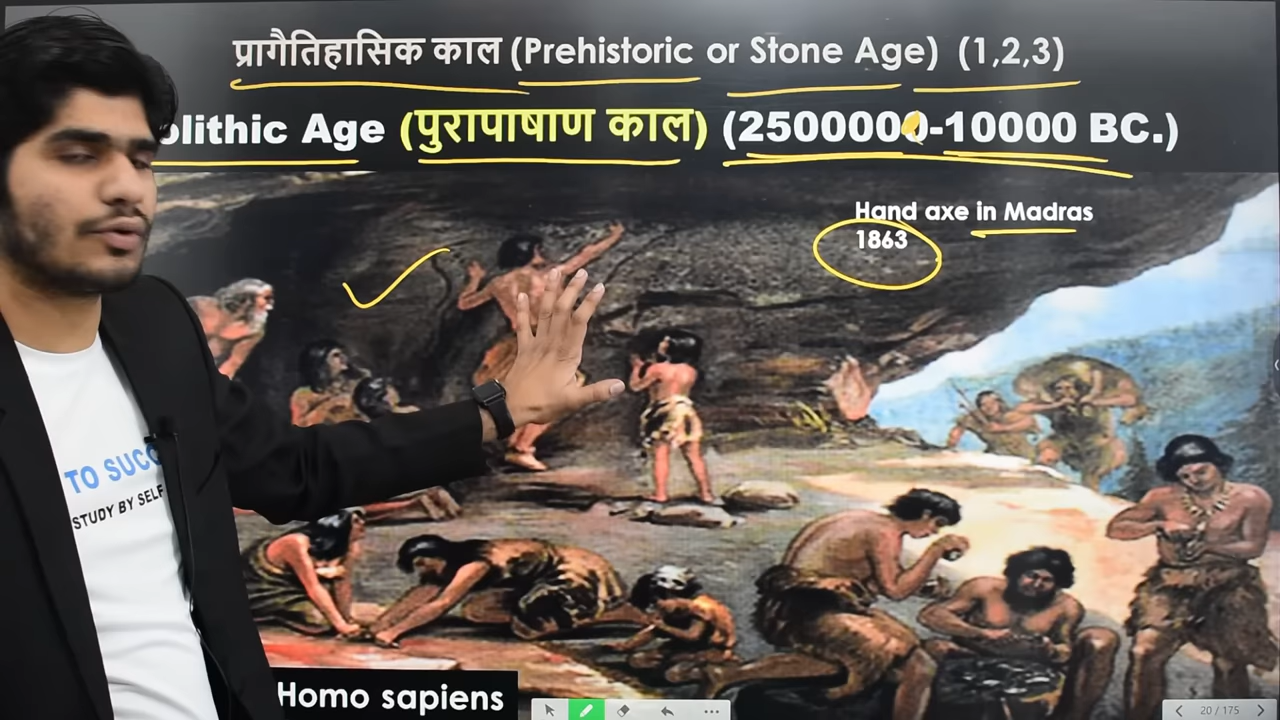 प्रागैतिहासिक काल (Prehistoric or Stone Age) (1,2,3)
olithic Age (पुरापाषाण काल) (2500000-10000 BC.)
Hand axe in Madras
1863
TO SUCC
STUDY BY SELF
Homo sapiens
20 / 175